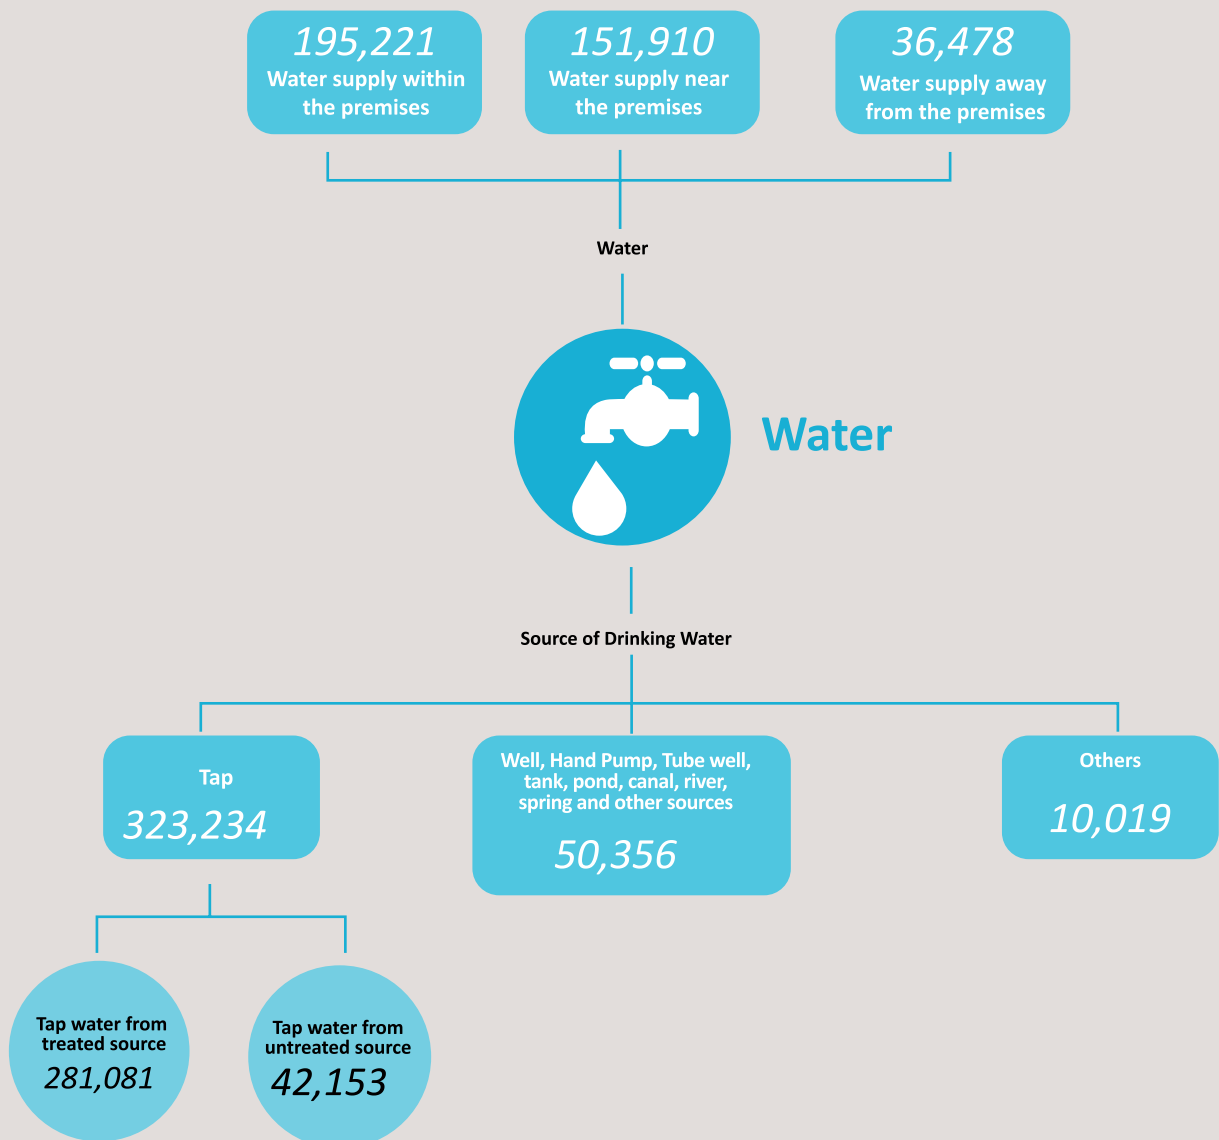 195,221
Water supply within
the premises
151,910
Water supply near
the premises
36,478
Water supply away
from the premises
Water
Water
Source of Drinking Water
Tap
323,234
Well, Hand Pump, Tube well,
tank, pond, canal, river,
spring and other sources
50,356
Others
10,019
Tap water from
treated source
281,081
Tap water from
untreated source
42,153